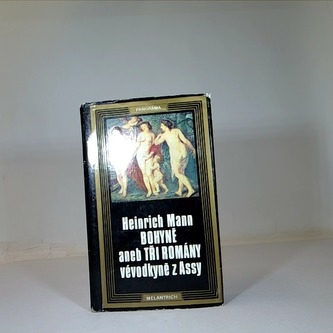 PANORAMA
Heinrich Mann
BOHYNĚ
aneb TŘI ROMÁNY
vévodkyně z Assy
MELANTRICH